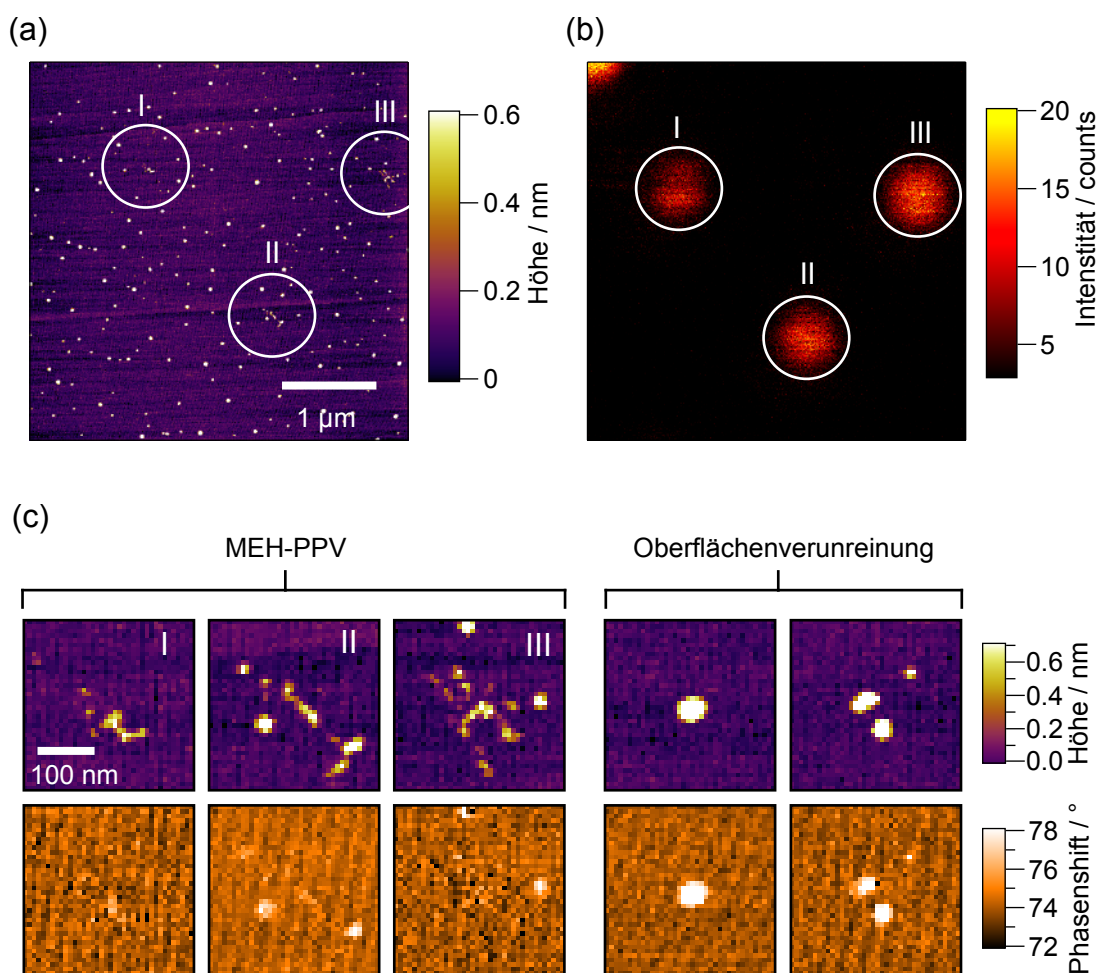 (a)
I
III
II
1 µm
0.6
0.4
0.2
0
Höhe / nm
(b)
I
III
II
20
15
10
5
Intenstität / counts
(c)
MEH-PPV
Oberflächenverunreinung
I
II
III
100 nm
0.6
0.4
0.2
0.0
Höhe / nm
78
76
74
72
Phasenshift / °